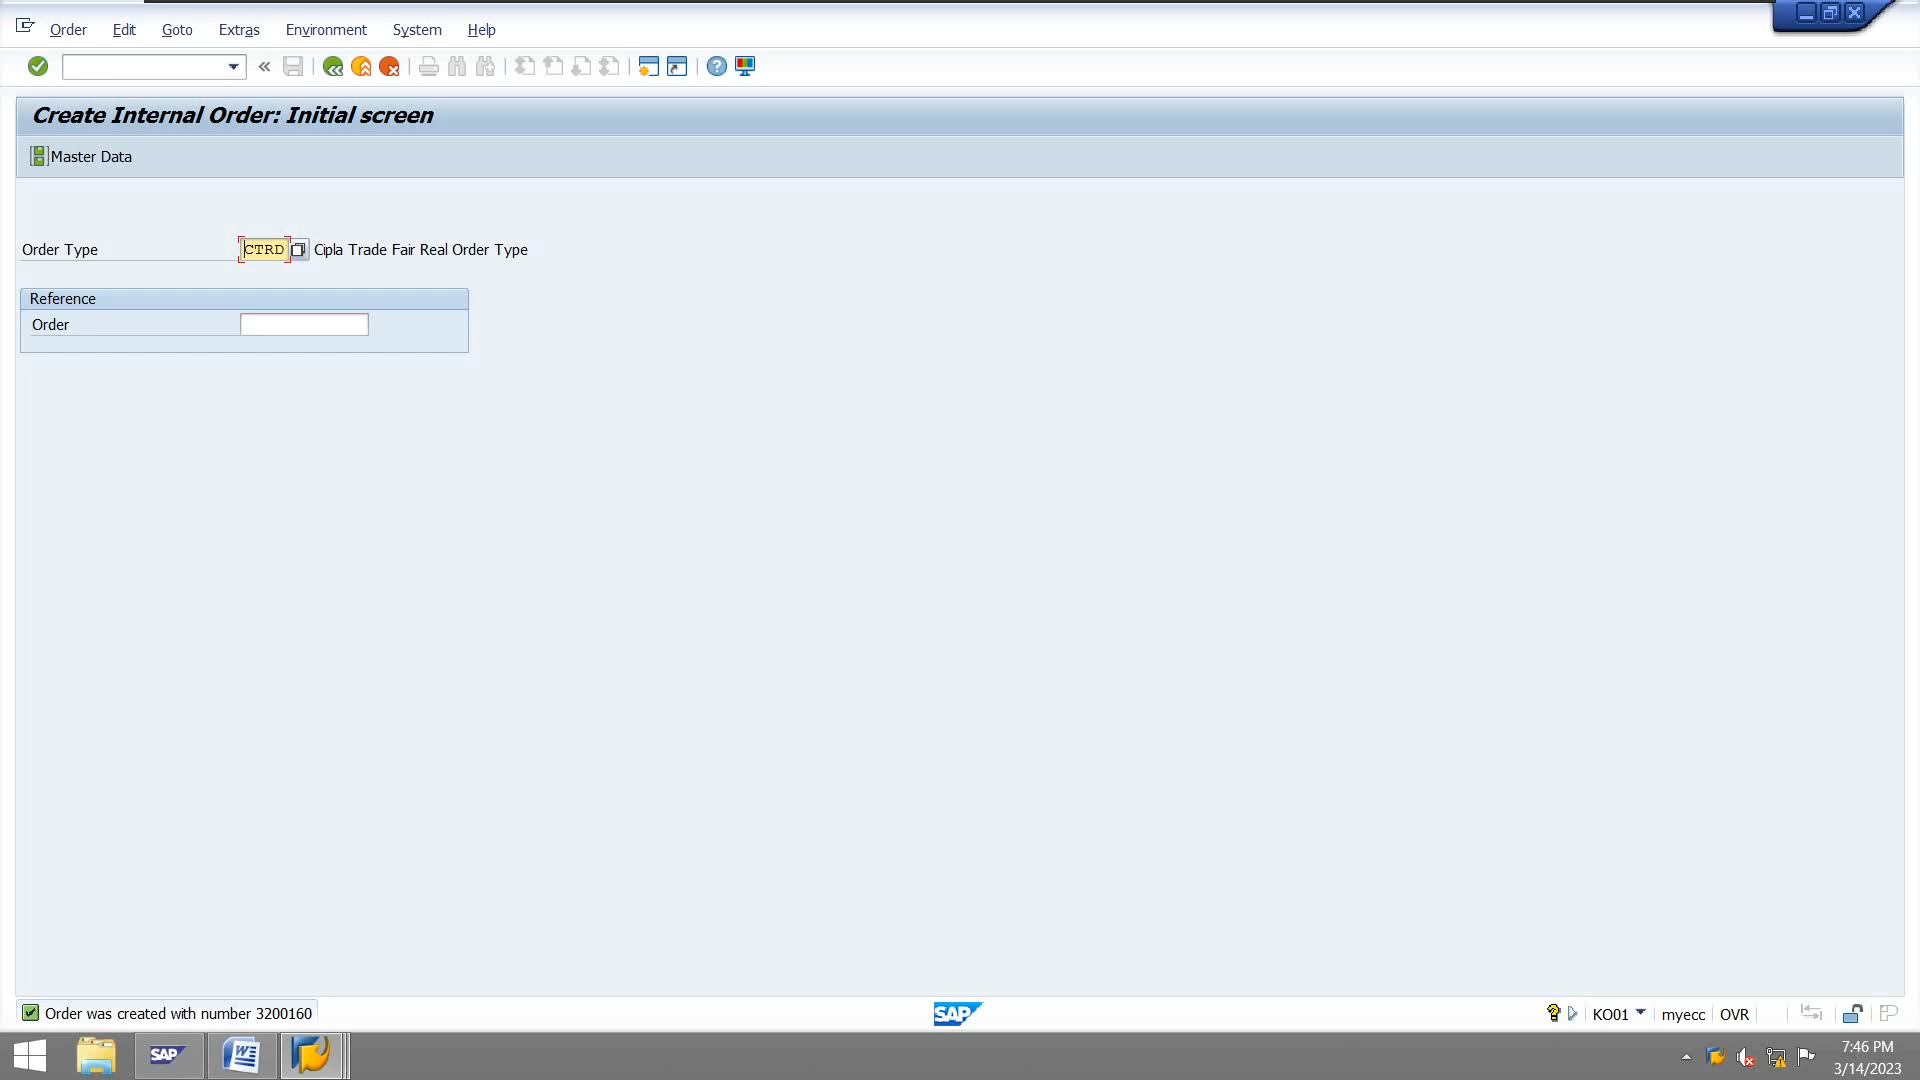 Order Edit Goto Extras Environment System Help
Create Internal Order: Initial screen
Master Data
Order Type CTRD Cipla Trade Fair Real Order Type
Reference
Order
Order was created with number 3200160
SAP
KO01 myecc OVR
SAP
7:46 PM
3/14/2023